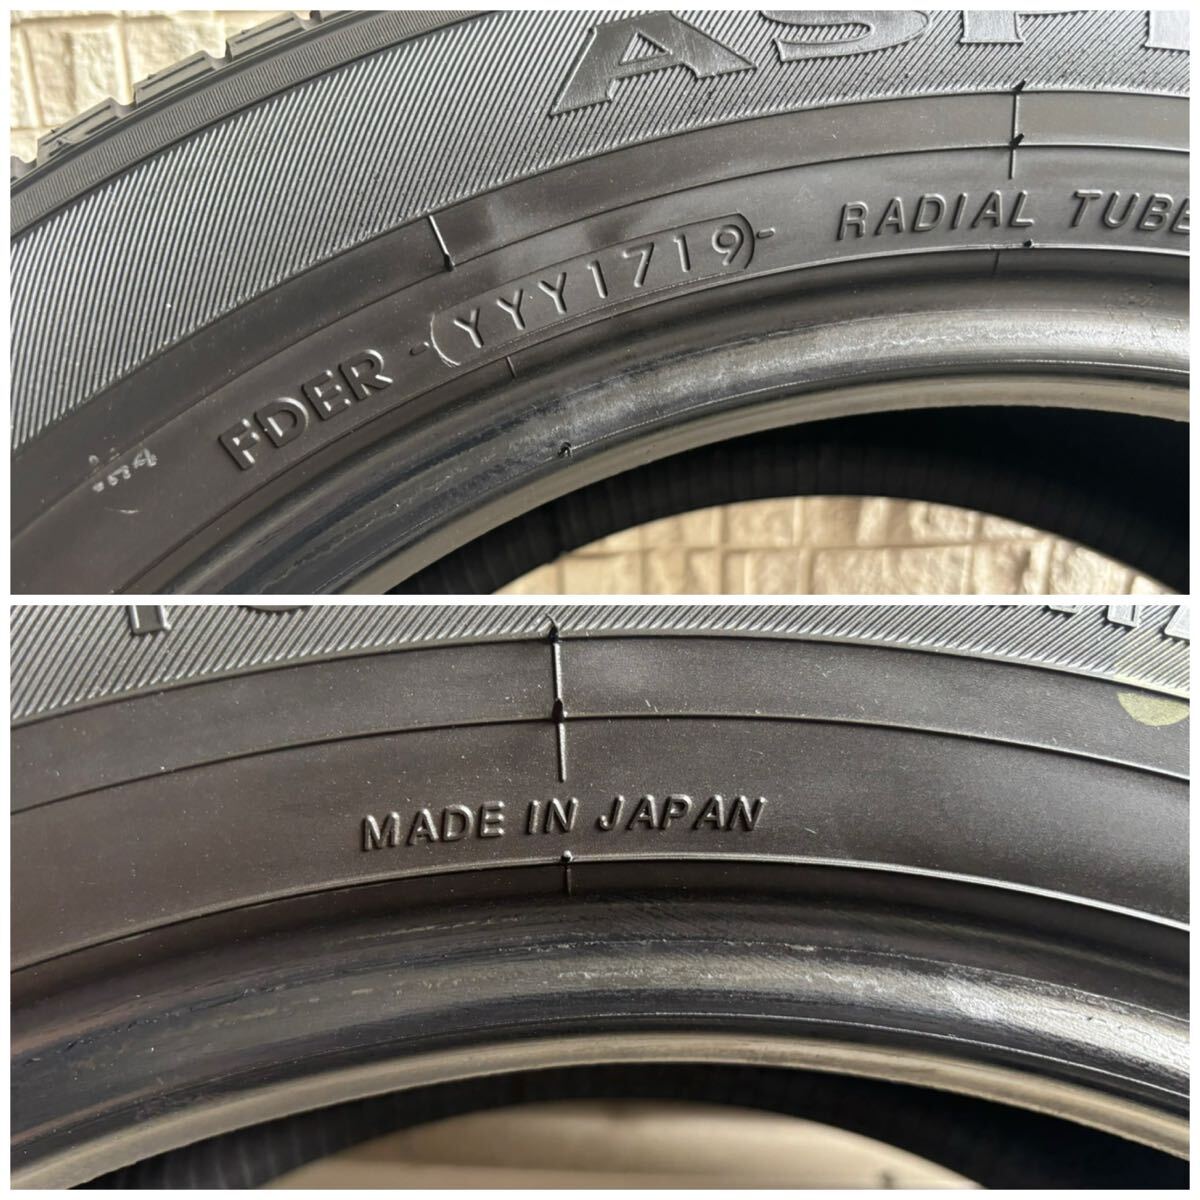 FDER -(YYY1719)- RADIAL TUBE
MADE IN JAPAN